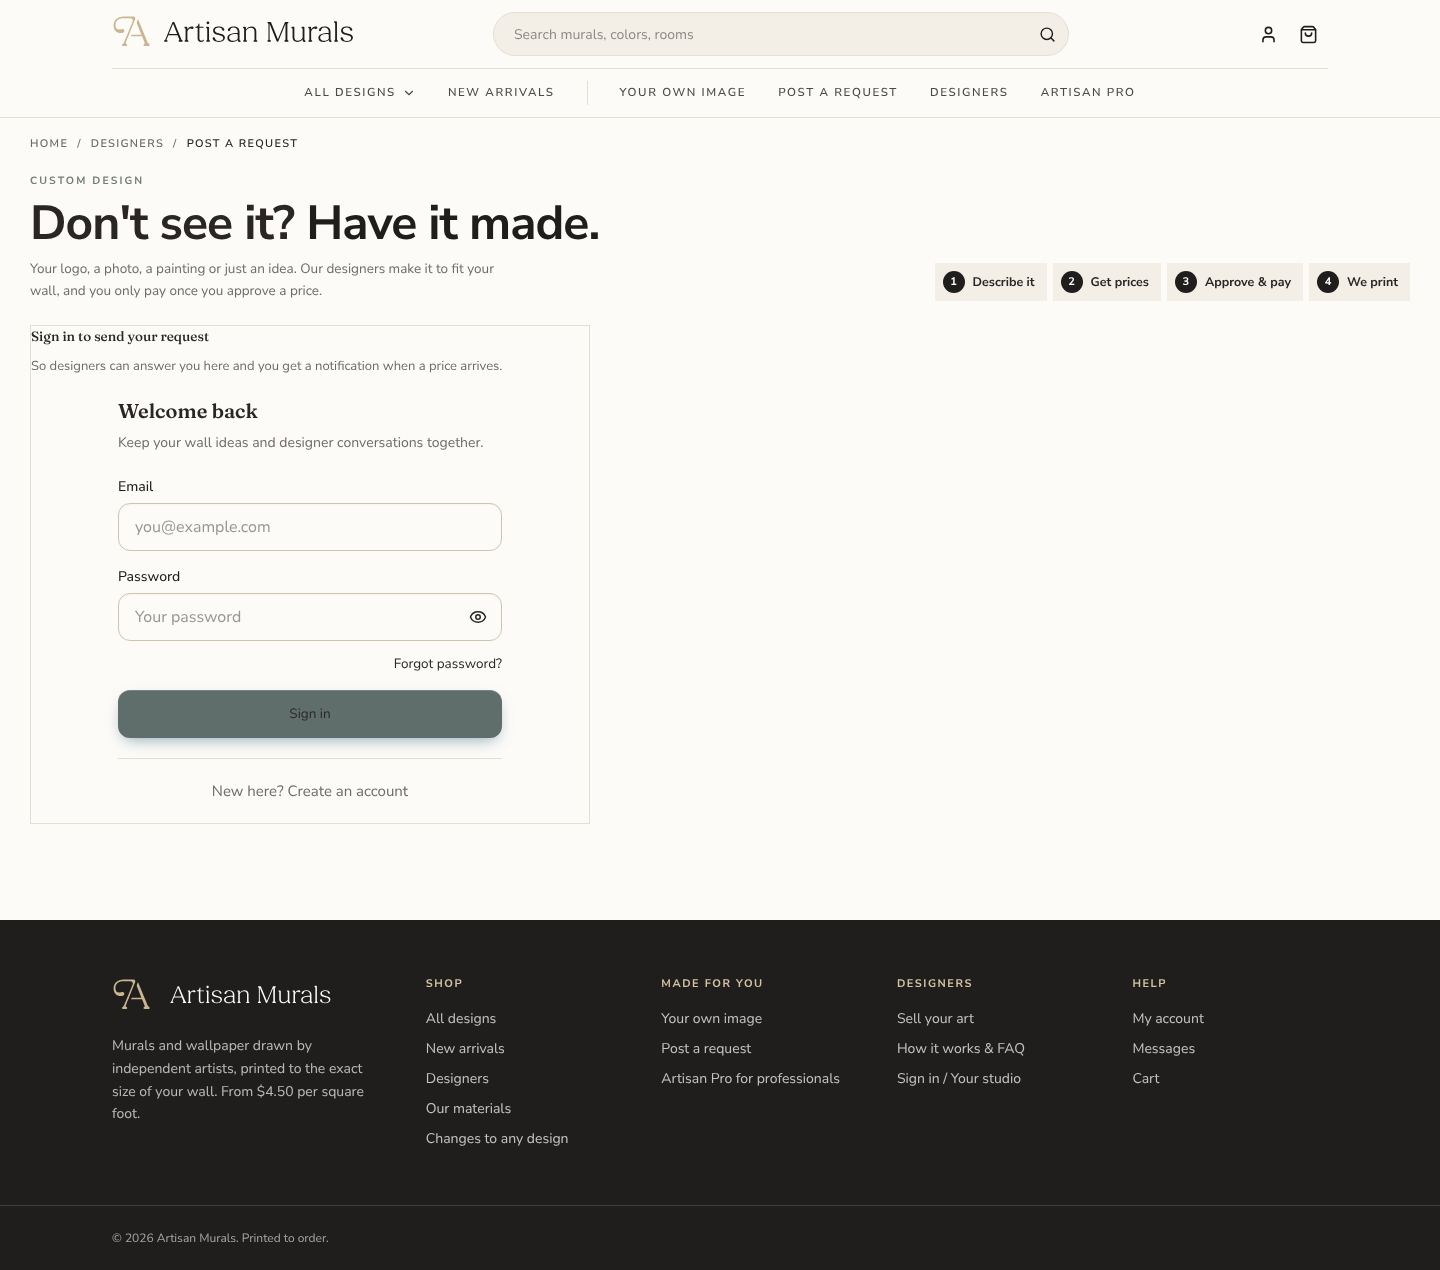 Artisan Murals
Search murals, colors, rooms
ALL DESIGNS
NEW ARRIVALS
YOUR OWN IMAGE
POST A REQUEST
DESIGNERS
ARTISAN PRO
HOME / DESIGNERS / POST A REQUEST
CUSTOM DESIGN
Don't see it? Have it made.
Your logo, a photo, a painting or just an idea. Our designers make it to fit your
wall, and you only pay once you approve a price.
1 Describe it
2 Get prices
3 Approve & pay
4 We print
Sign in to send your request
So designers can answer you here and you get a notification when a price arrives.
Welcome back
Keep your wall ideas and designer conversations together.
Email
you@example.com
Password
Your password
Forgot password?
Sign in
New here? Create an account
Artisan Murals
Murals and wallpaper drawn by
independent artists, printed to the exact
size of your wall. From $4.50 per square
foot.
SHOP
All designs
New arrivals
Designers
Our materials
Changes to any design
MADE FOR YOU
Your own image
Post a request
Artisan Pro for professionals
DESIGNERS
Sell your art
How it works & FAQ
Sign in / Your studio
HELP
My account
Messages
Cart
© 2026 Artisan Murals. Printed to order.